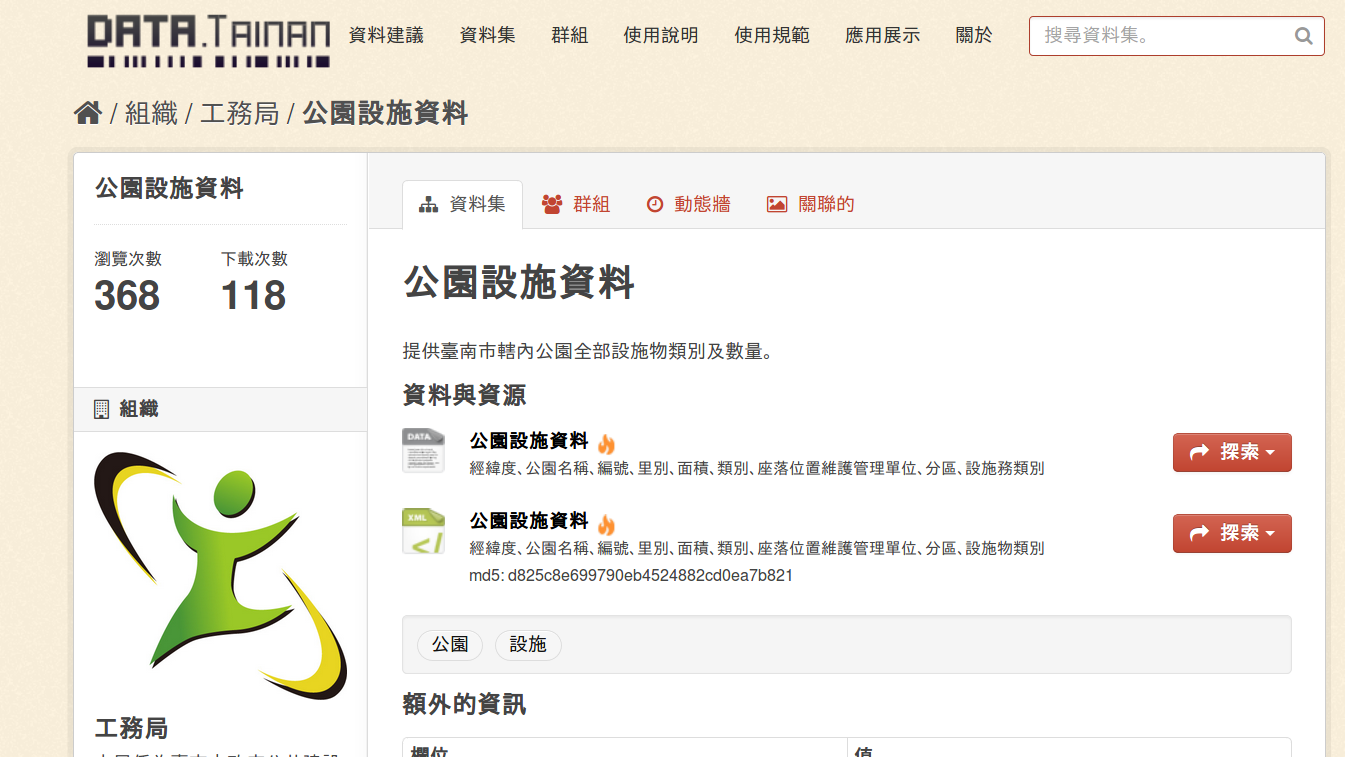 DATA.TAINAN
資料建議 資料集 群組 使用說明 使用規範 應用展示 關於
搜尋資料集。
/ 組織 / 工務局 / 公園設施資料
公園設施資料
瀏覽次數 下載次數
368 118
組織
工務局
資料集 群組 動態牆 關聯的
公園設施資料
提供臺南市轄內公園全部設施物類別及數量。
資料與資源
DATA
公園設施資料
探索
經緯度、公園名稱、編號、里別、面積、類別、座落位置維護管理單位、分區、設施務類別
XML
公園設施資料
探索
經緯度、公園名稱、編號、里別、面積、類別、座落位置維護管理單位、分區、設施物類別
md5: d825c8e699790eb4524882cd0ea7b821
公園 設施
額外的資訊
欄位 值